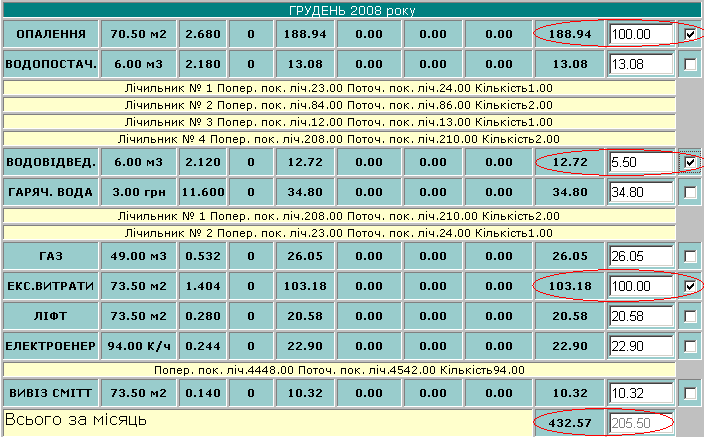 ГРУДЕНЬ 2008 року
ОПАЛЕННЯ 70.50 м2 2.680 0 188.94 0.00 0.00 0.00 188.94 100.00
ВОДОПОСТАЧ. 6.00 м3 2.180 0 13.08 0.00 0.00 0.00 13.08 13.08
Лічильник № 1 Попер. пок. ліч.23.00 Поточ. пок. ліч.24.00 Кількість1.00
Лічильник № 2 Попер. пок. ліч.84.00 Поточ. пок. ліч.86.00 Кількість2.00
Лічильник № 3 Попер. пок. ліч.12.00 Поточ. пок. ліч.13.00 Кількість1.00
Лічильник № 4 Попер. пок. ліч.208.00 Поточ. пок. ліч.210.00 Кількість2.00
ВОДОВІДВЕД. 6.00 м3 2.120 0 12.72 0.00 0.00 0.00 12.72 5.50
ГАРЯЧ. ВОДА 3.00 грн 11.600 0 34.80 0.00 0.00 0.00 34.80 34.80
Лічильник № 1 Попер. пок. ліч.208.00 Поточ. пок. ліч.210.00 Кількість2.00
Лічильник № 2 Попер. пок. ліч.23.00 Поточ. пок. ліч.24.00 Кількість1.00
ГАЗ 49.00 м3 0.532 0 26.05 0.00 0.00 0.00 26.05 26.05
ЕКС.ВИТРАТИ 73.50 м2 1.404 0 103.18 0.00 0.00 0.00 103.18 100.00
ЛІФТ 73.50 м2 0.280 0 20.58 0.00 0.00 0.00 20.58 20.58
ЕЛЕКТРОЕНЕР 94.00 К/ч 0.244 0 22.90 0.00 0.00 0.00 22.90 22.90
Попер. пок. ліч.4448.00 Поточ. пок. ліч.4542.00 Кількість94.00
ВИВІЗ СМІТТ 73.50 м2 0.140 0 10.32 0.00 0.00 0.00 10.32 10.32
Всього за місяць 432.57 205.50